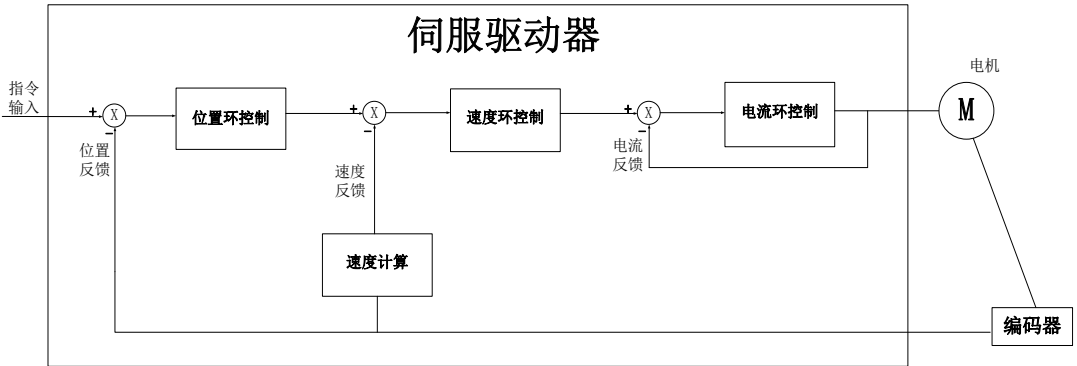 伺服驱动器
指令
输入
+
X
−
位置
反馈
位置环控制
+
X
−
速度
反馈
速度环控制
+
X
−
电流
反馈
电流环控制
电机
M
速度计算
编码器